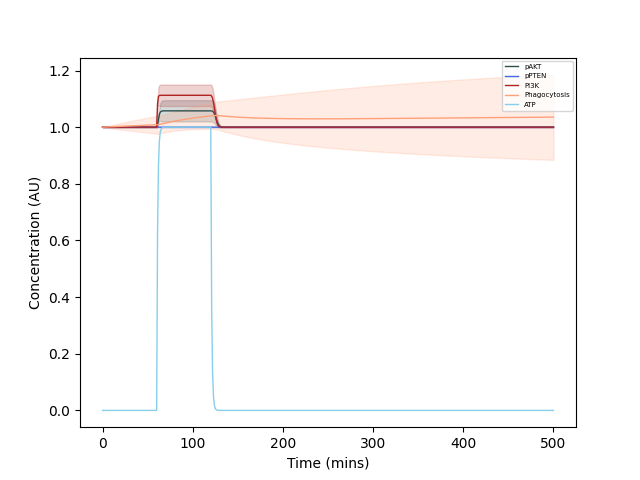 1.2
1.0
0.8
0.6
0.4
0.2
0.0
Concentration (AU)
0
100
200
300
400
500
Time (mins)
pAKT
pPTEN
PI3K
Phagocytosis
ATP